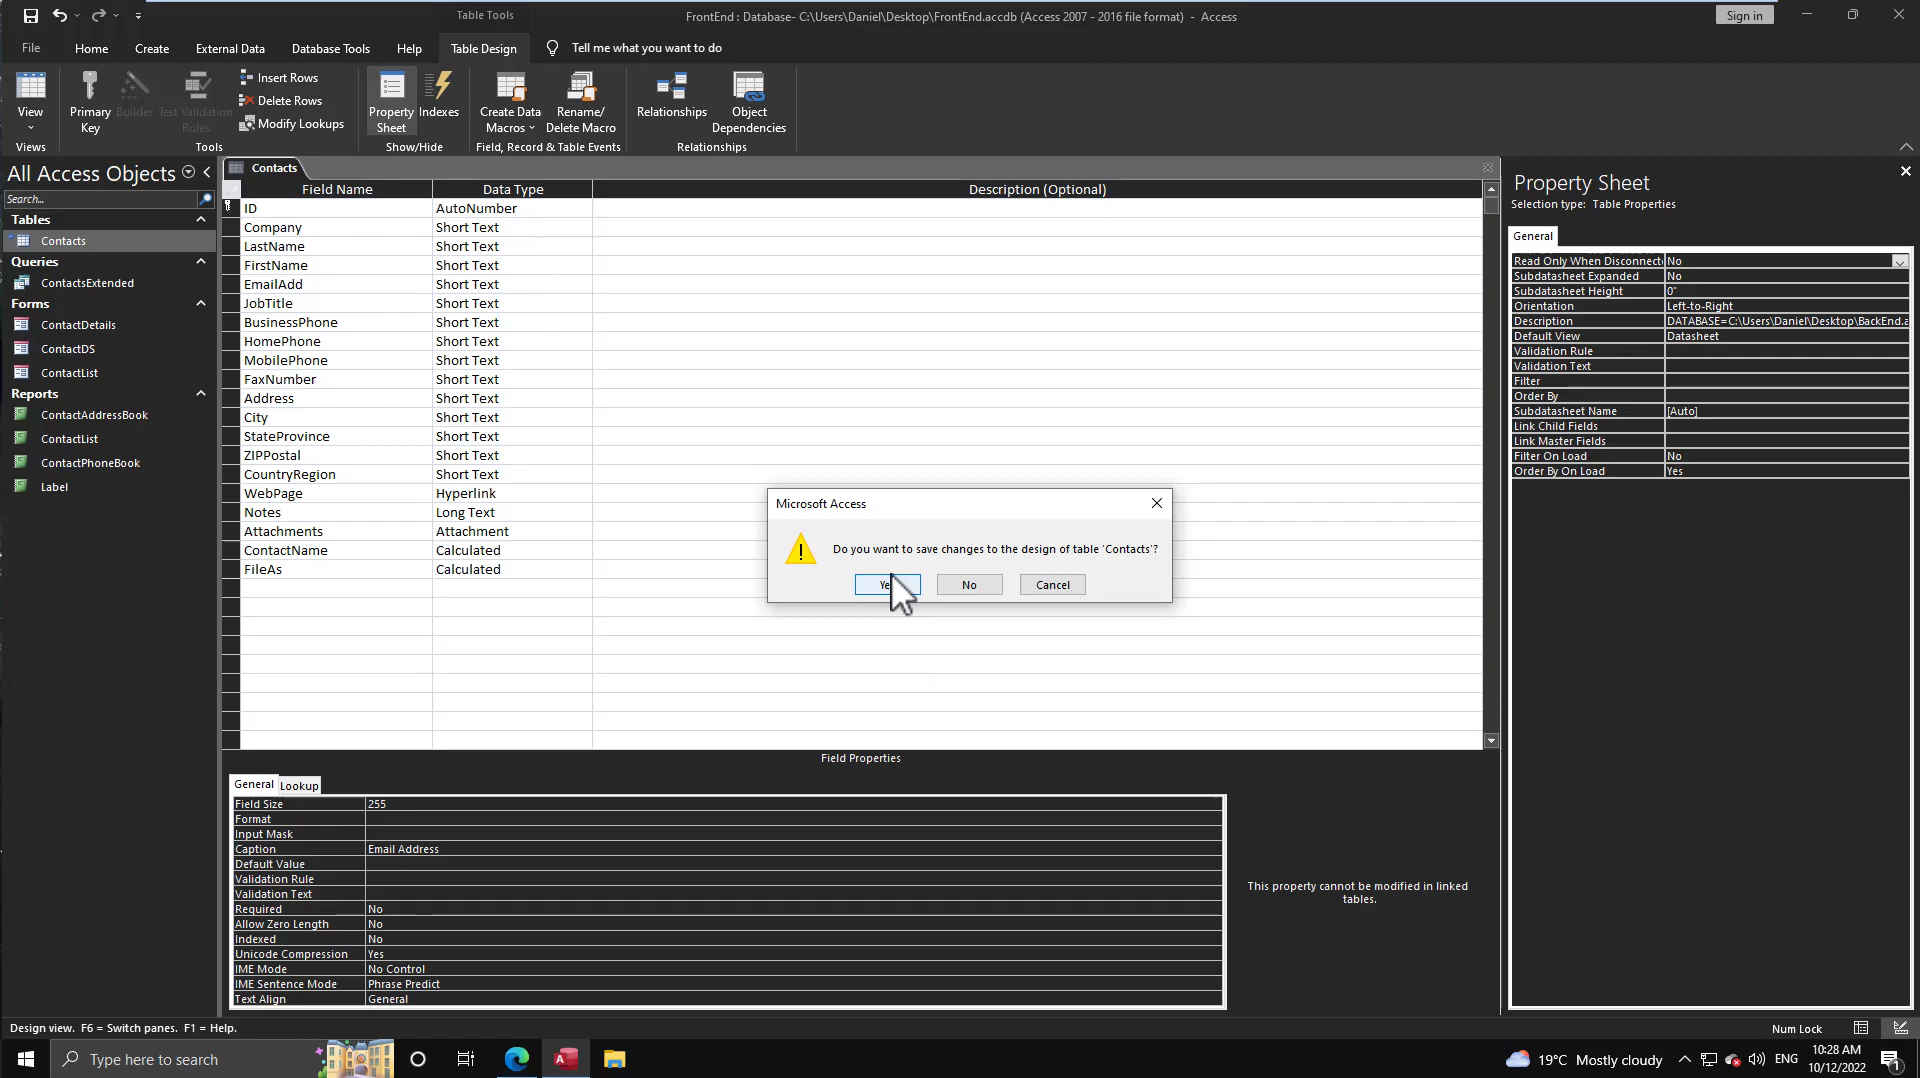 Table Tools
FrontEnd : Database- C:\Users\Daniel\Desktop\FrontEnd.accdb (Access 2007 - 2016 file format) - Access
Sign in
File
Home
Create
External Data
Database Tools
Help
Table Design
Tell me what you want to do
View
Primary
Key
Builder
Test Validation
Rules
Insert Rows
Delete Rows
Modify Lookups
Property
Sheet
Indexes
Create Data
Macros
Rename/
Delete Macro
Relationships
Object
Dependencies
Views
Tools
Show/Hide
Field, Record & Table Events
Relationships
All Access Objects
Search...
Tables
Contacts
Queries
ContactsExtended
Forms
ContactDetails
ContactDS
ContactList
Reports
ContactAddressBook
ContactList
ContactPhoneBook
Label
Contacts
Field Name Data Type Description (Optional)
ID AutoNumber
Company Short Text
LastName Short Text
FirstName Short Text
EmailAdd Short Text
JobTitle Short Text
BusinessPhone Short Text
HomePhone Short Text
MobilePhone Short Text
FaxNumber Short Text
Address Short Text
City Short Text
StateProvince Short Text
ZIPPostal Short Text
CountryRegion Short Text
WebPage Hyperlink
Notes Long Text
Attachments Attachment
ContactName Calculated
FileAs Calculated
Microsoft Access
Do you want to save changes to the design of table 'Contacts'?
No
Cancel
Field Properties
General Lookup
Field Size 255
Format
Input Mask
Caption Email Address
Default Value
Validation Rule
Validation Text
Required No
Allow Zero Length No
Indexed No
Unicode Compression Yes
IME Mode No Control
IME Sentence Mode Phrase Predict
Text Align General
This property cannot be modified in linked
tables.
Property Sheet
Selection type: Table Properties
General
Read Only When Disconnect No
Subdatasheet Expanded No
Subdatasheet Height 0"
Orientation Left-to-Right
Description DATABASE=C:\Users\Daniel\Desktop\BackEnd.a
Default View Datasheet
Validation Rule
Validation Text
Filter
Order By
Subdatasheet Name [Auto]
Link Child Fields
Link Master Fields
Filter On Load No
Order By On Load Yes
Design view. F6 = Switch panes. F1 = Help.
Num Lock
Type here to search
19°C Mostly cloudy
ENG
10:28 AM
10/12/2022
1